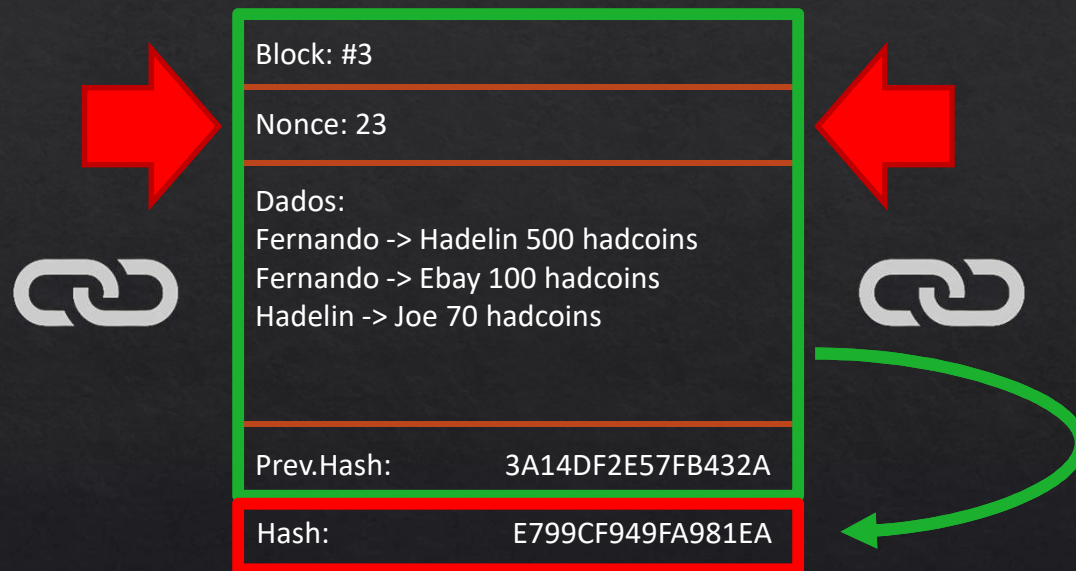 Block: #3
Nonce: 23
Dados:
Fernando -> Hadelin 500 hadcoins
Fernando -> Ebay 100 hadcoins
Hadelin -> Joe 70 hadcoins
Prev.Hash: 3A14DF2E57FB432A
Hash: E799CF949FA981EA